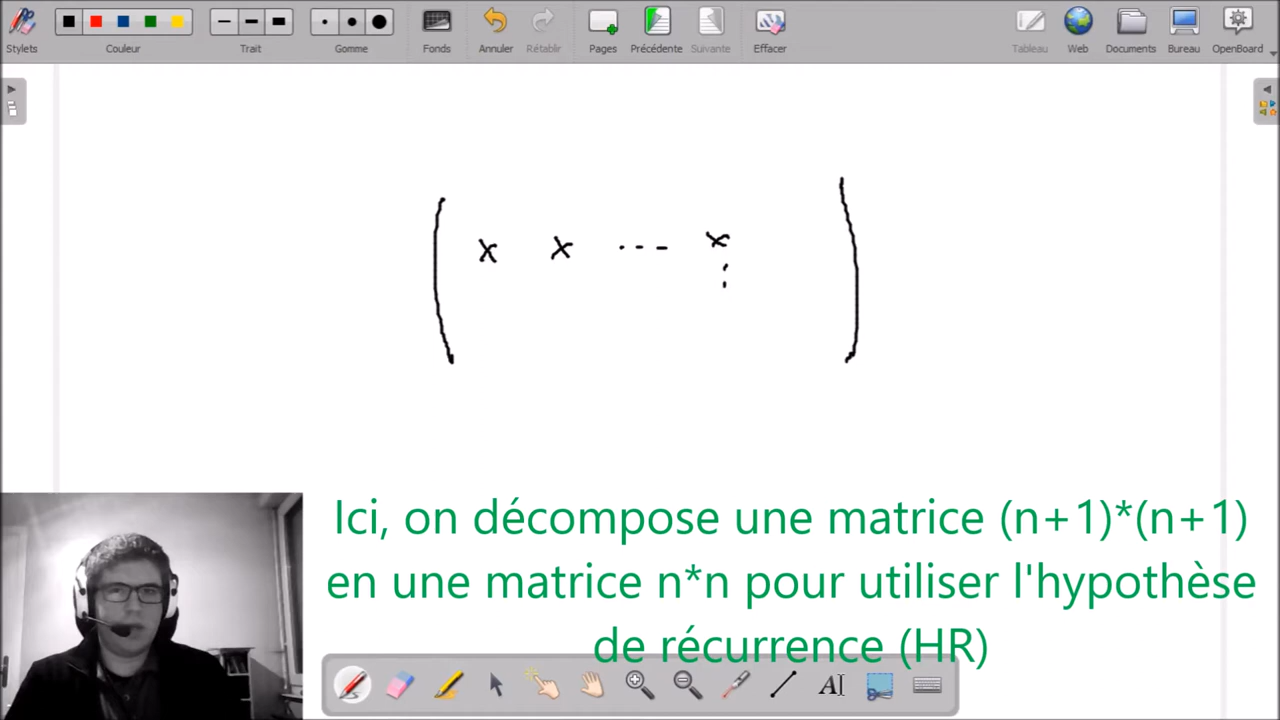 Stylets Couleur Trait Gomme Fonds Annuler Rétablir Pages Précédente Suivante Effacer Tableau Web Documents Bureau OpenBoard
x x ... x
⋮
Ici, on décompose une matrice (n+1)*(n+1)
en une matrice n*n pour utiliser l'hypothèse
de récurrence (HR)
AI